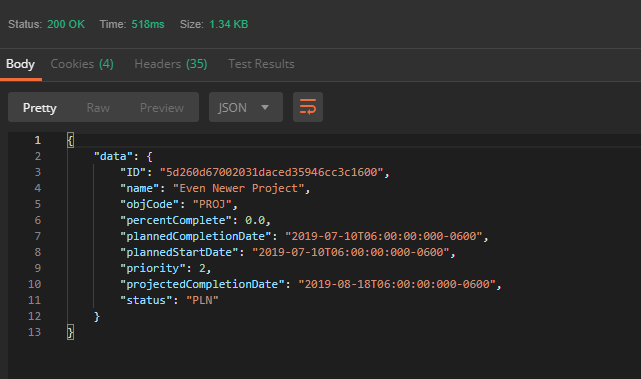 Status: 200 OK Time: 518ms Size: 1.34 KB
Body Cookies (4) Headers (35) Test Results
Pretty Raw Preview JSON
1 {
2 "data": {
3 "ID": "5d260d67002031daced35946cc3c1600",
4 "name": "Even Newer Project",
5 "objCode": "PROJ",
6 "percentComplete": 0.0,
7 "plannedCompletionDate": "2019-07-10T06:00:00:000-0600",
8 "plannedStartDate": "2019-07-10T06:00:00:000-0600",
9 "priority": 2,
10 "projectedCompletionDate": "2019-08-18T06:00:00:000-0600",
11 "status": "PLN"
12 }
13 }